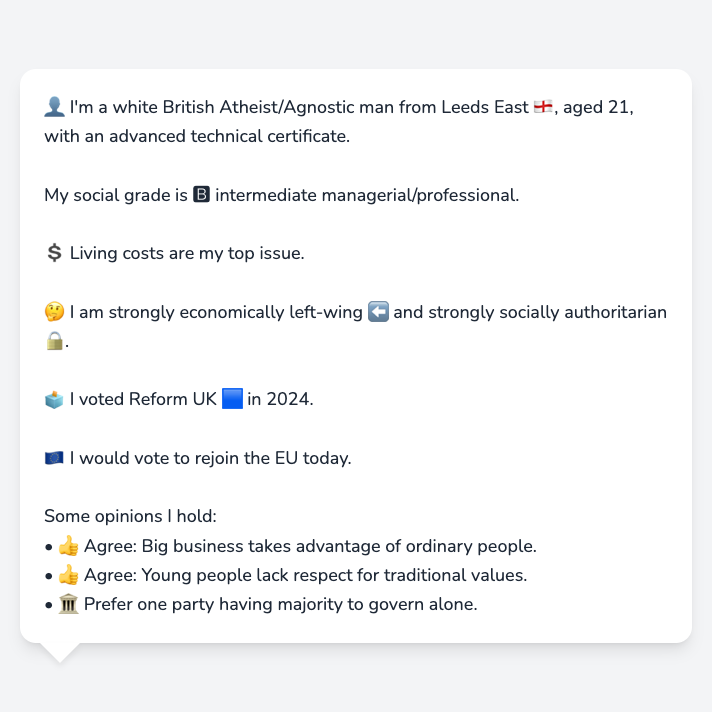 👤 I'm a white British Atheist/Agnostic man from Leeds East 🏴󠁧󠁢󠁥󠁮󠁧󠁿, aged 21,
with an advanced technical certificate.
My social grade is 🅱 intermediate managerial/professional.
💲 Living costs are my top issue.
🤔 I am strongly economically left-wing ⬅️ and strongly socially authoritarian
🔒.
🗳️ I voted Reform UK 🟦 in 2024.
🇪🇺 I would vote to rejoin the EU today.
Some opinions I hold:
• 👍 Agree: Big business takes advantage of ordinary people.
• 👍 Agree: Young people lack respect for traditional values.
• 🏛️ Prefer one party having majority to govern alone.